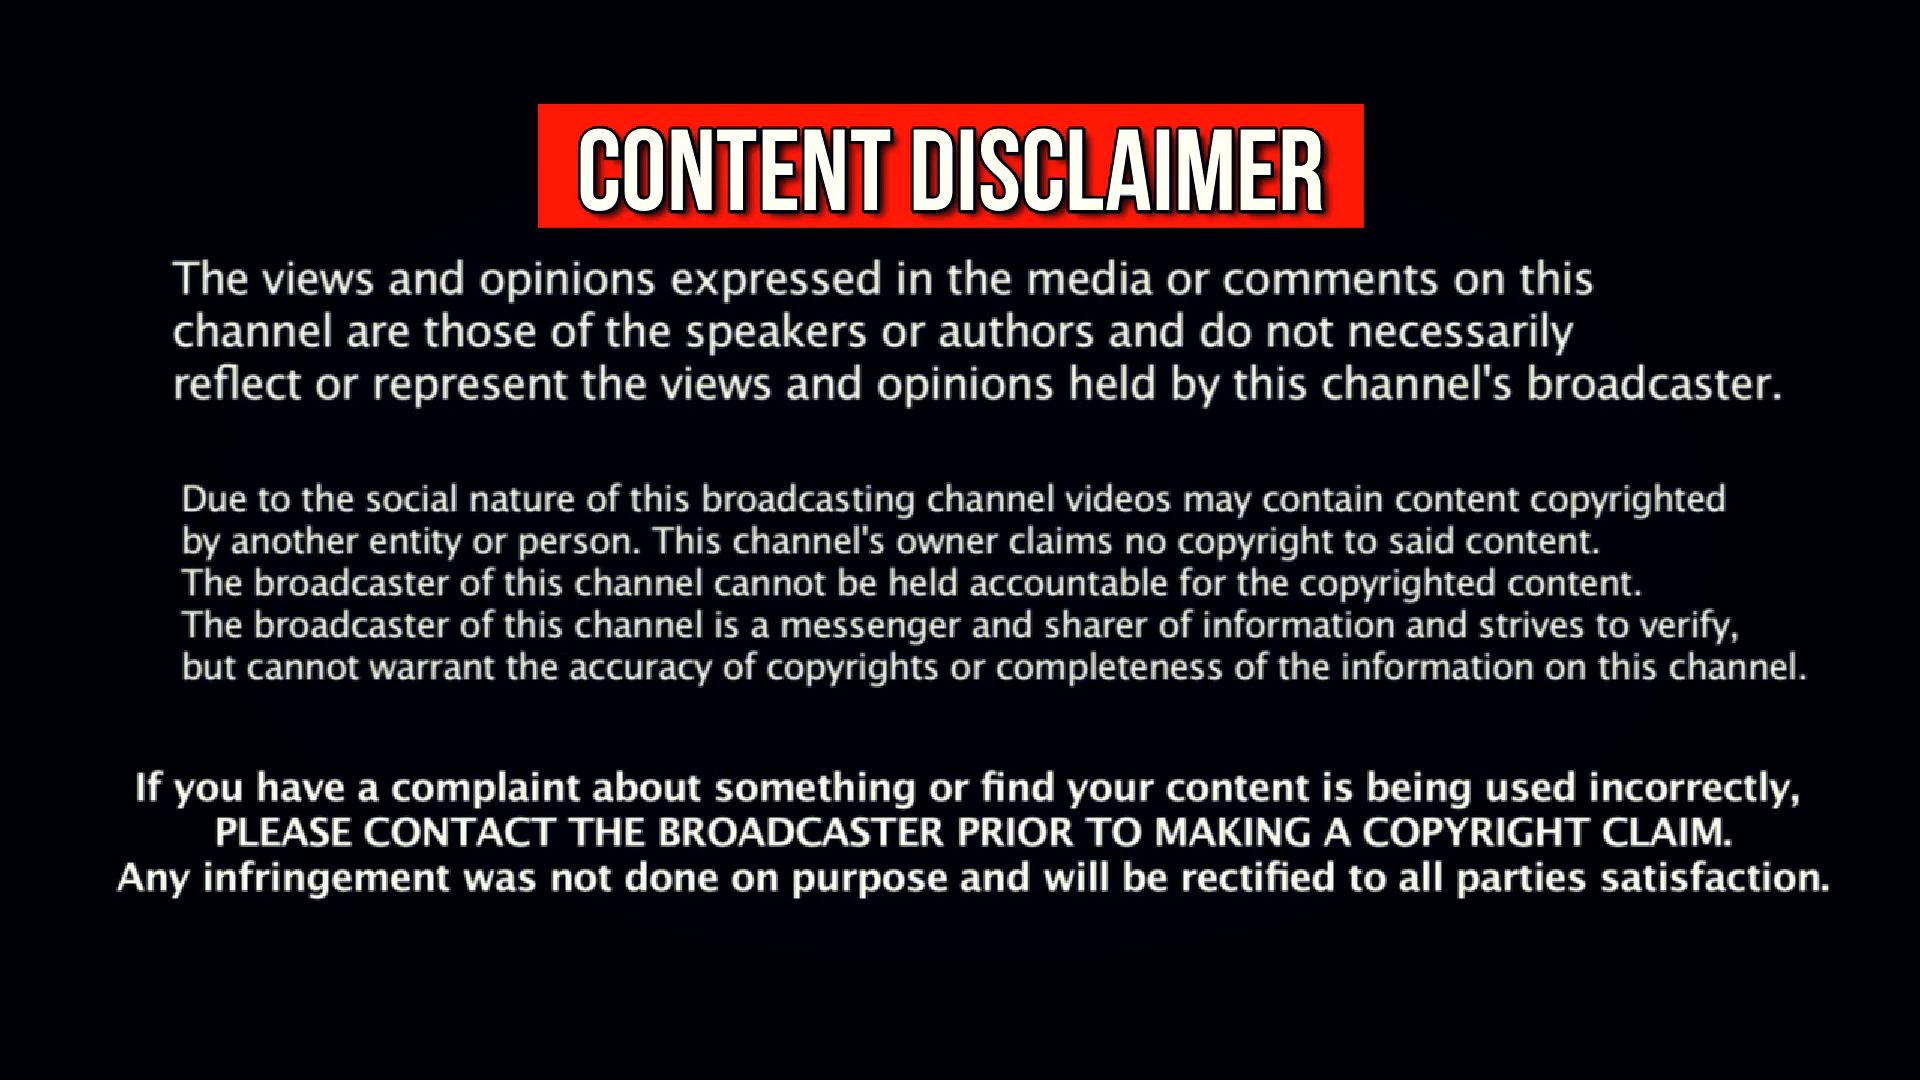 CONTENT DISCLAIMER
The views and opinions expressed in the media or comments on this
channel are those of the speakers or authors and do not necessarily
reflect or represent the views and opinions held by this channel's broadcaster.
Due to the social nature of this broadcasting channel videos may contain content copyrighted
by another entity or person. This channel's owner claims no copyright to said content.
The broadcaster of this channel cannot be held accountable for the copyrighted content.
The broadcaster of this channel is a messenger and sharer of information and strives to verify,
but cannot warrant the accuracy of copyrights or completeness of the information on this channel.
If you have a complaint about something or find your content is being used incorrectly,
PLEASE CONTACT THE BROADCASTER PRIOR TO MAKING A COPYRIGHT CLAIM.
Any infringement was not done on purpose and will be rectified to all parties satisfaction.